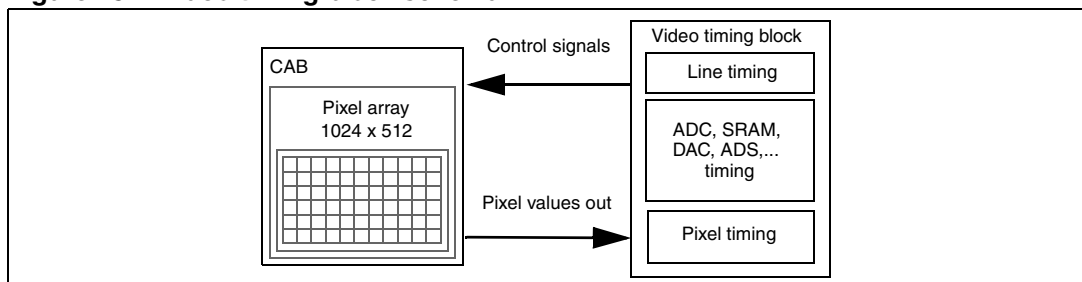 Control signals
CAB
Pixel array
1024 x 512
Pixel values out
Video timing block
Line timing
ADC, SRAM,
DAC, ADS,...
timing
Pixel timing